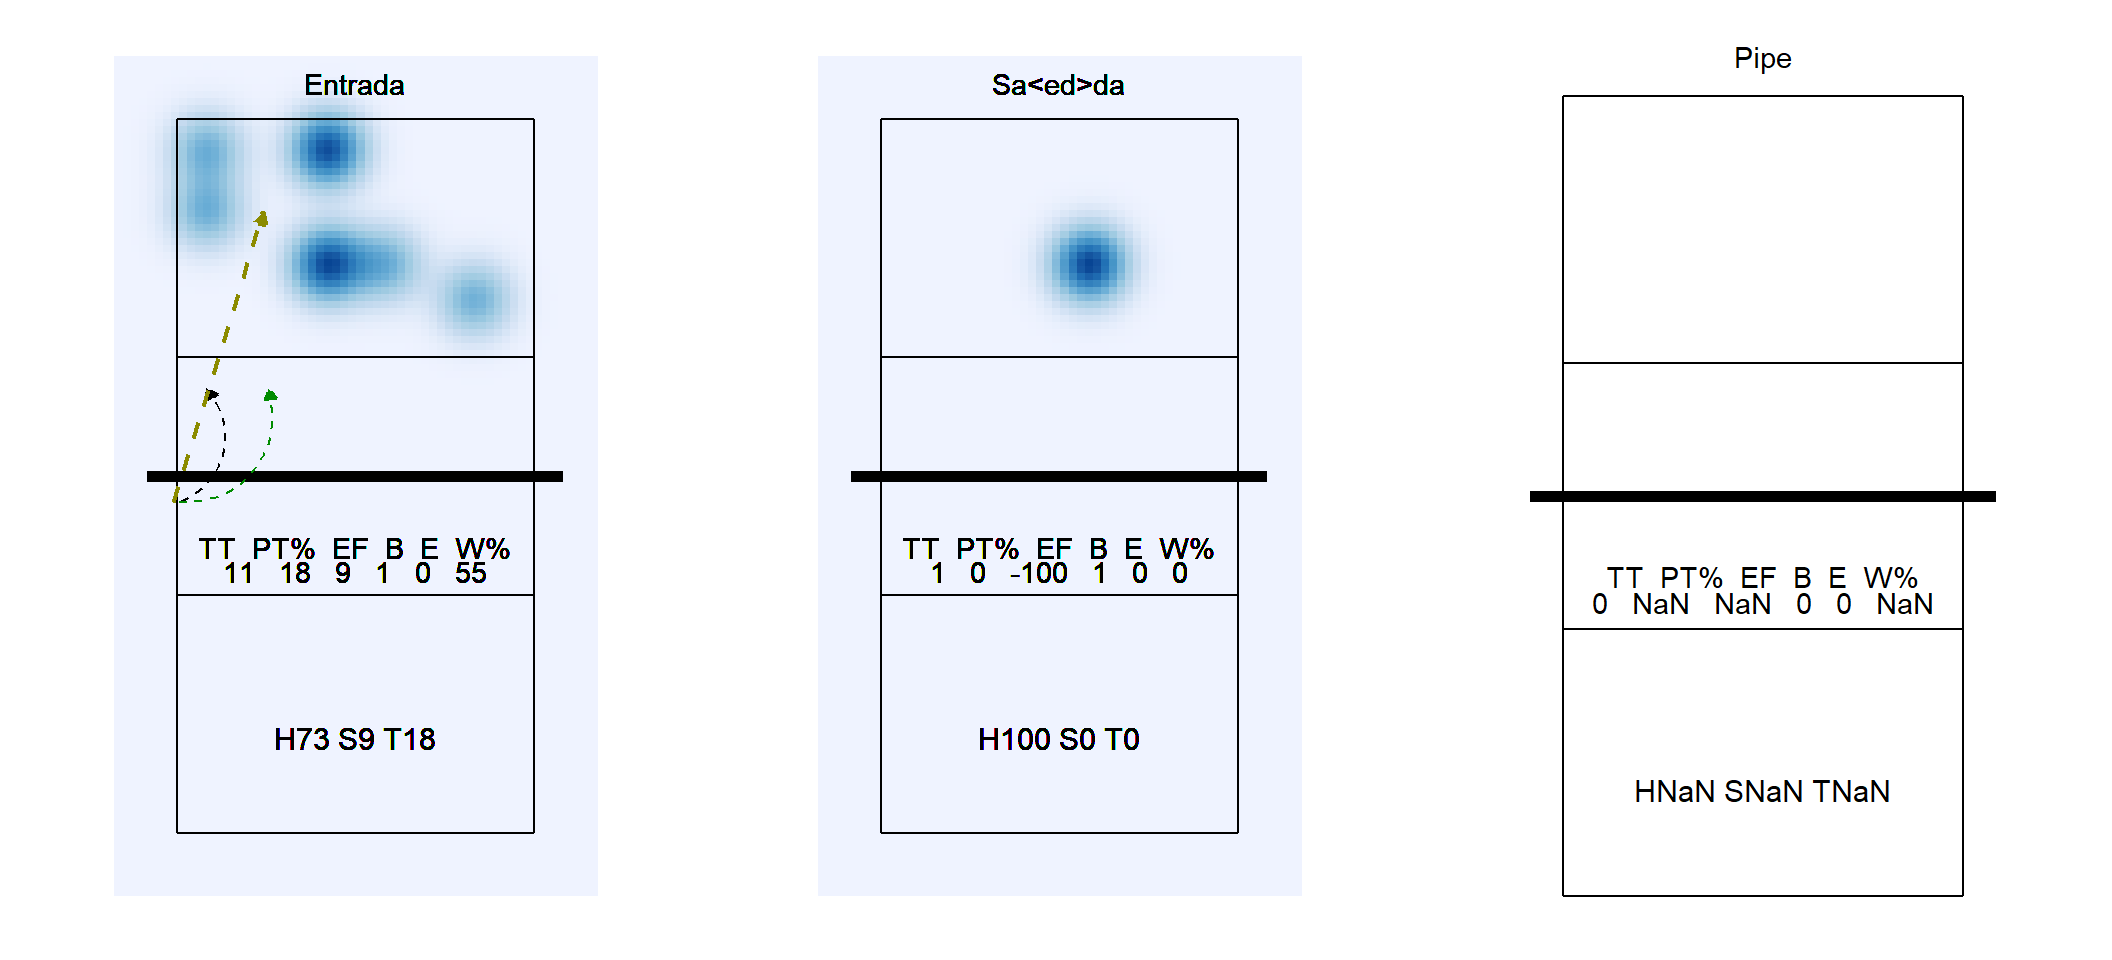 Entrada
TT PT% EF B E W%
11 18 9 1 0 55
H73 S9 T18
Sa<ed>da
TT PT% EF B E W%
1 0 -100 1 0 0
H100 S0 T0
Pipe
TT PT% EF B E W%
0 NaN NaN 0 0 NaN
HNaN SNaN TNaN